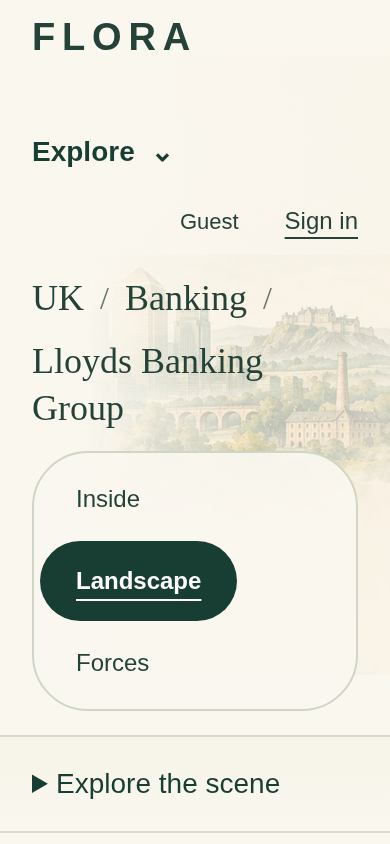 FLORA
Explore
Guest Sign in
UK / Banking /
Lloyds Banking
Group
Inside
Landscape
Forces
Explore the scene